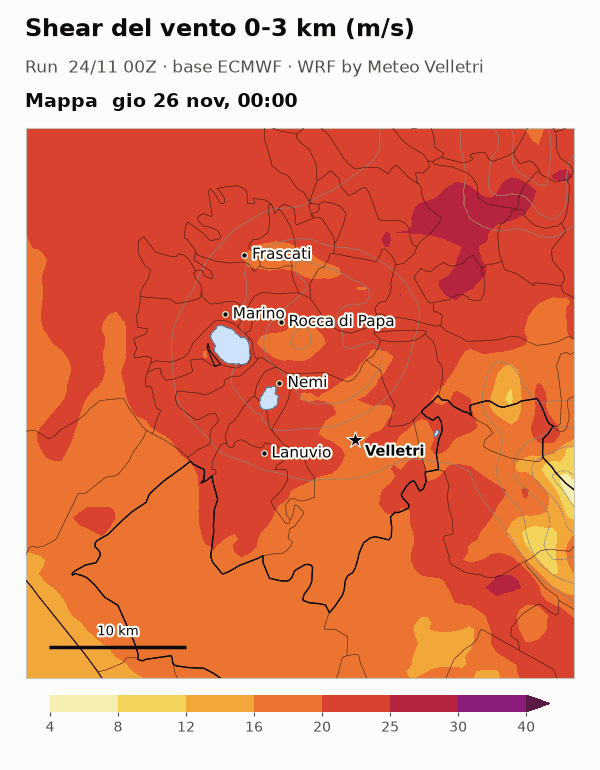 Shear del vento 0-3 km (m/s)
Run  24/11 00Z · base ECMWF · WRF by Meteo Velletri
Mappa  gio 26 nov, 00:00
Frascati
Marino
Rocca di Papa
Nemi
Velletri
Lanuvio
10 km
4 8 12 16 20 25 30 40